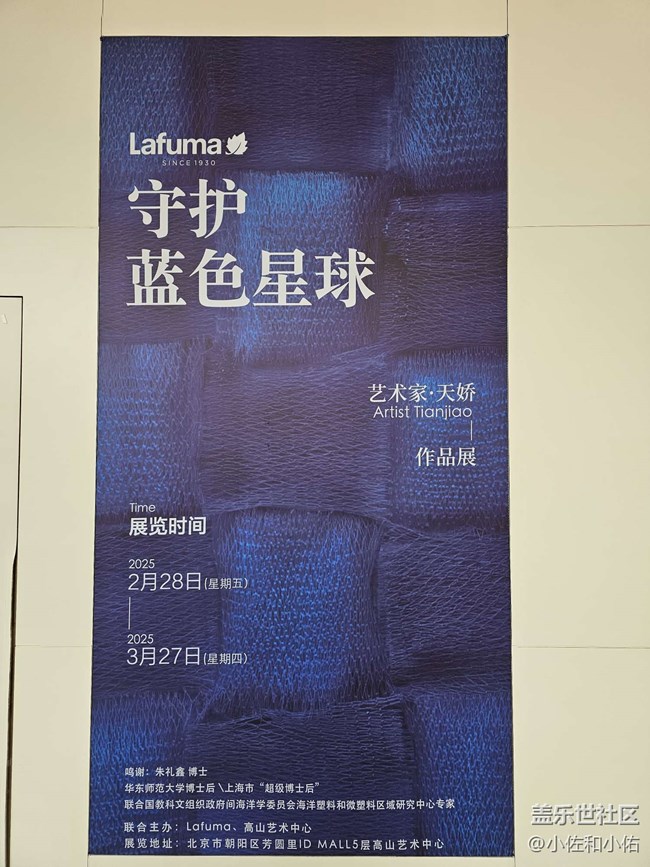 Lafuma
SINCE 1930
守护
蓝色星球
艺术家·天娇
Artist Tianjiao
作品展
Time
展览时间
2025
2月28日(星期五)
2025
3月27日(星期四)
鸣谢：朱礼鑫 博士
华东师范大学博士后 \上海市“超级博士后”
联合国教科文组织政府间海洋学委员会海洋塑料和微塑料区域研究中心专家
联合主办：Lafuma、高山艺术中心
展览地址：北京市朝阳区芳圆里ID MALL5层高山艺术中心
盖乐世社区
@小佐和小佑